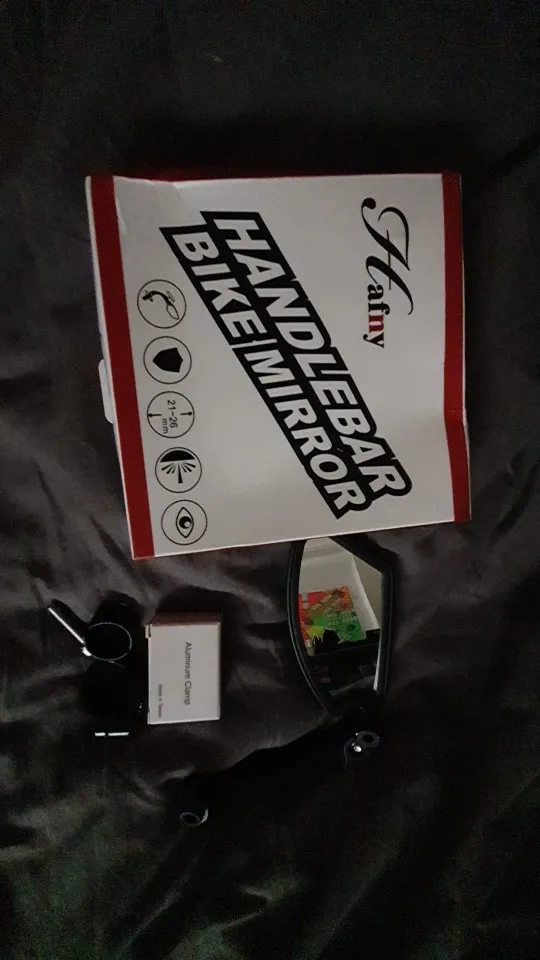 Hafny
HANDLEBAR
BIKE MIRROR
21~26
mm
Aluminium Clamp
Made in Taiwan